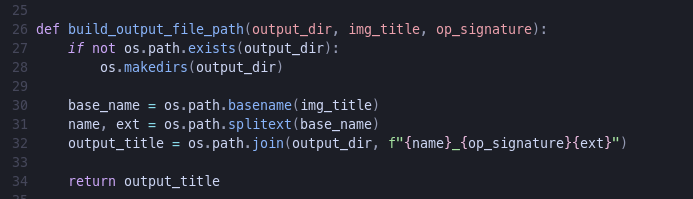 25
26 def build_output_file_path(output_dir, img_title, op_signature):
27     if not os.path.exists(output_dir):
28         os.makedirs(output_dir)
29
30     base_name = os.path.basename(img_title)
31     name, ext = os.path.splitext(base_name)
32     output_title = os.path.join(output_dir, f"{name}_{op_signature}{ext}")
33
34     return output_title
35